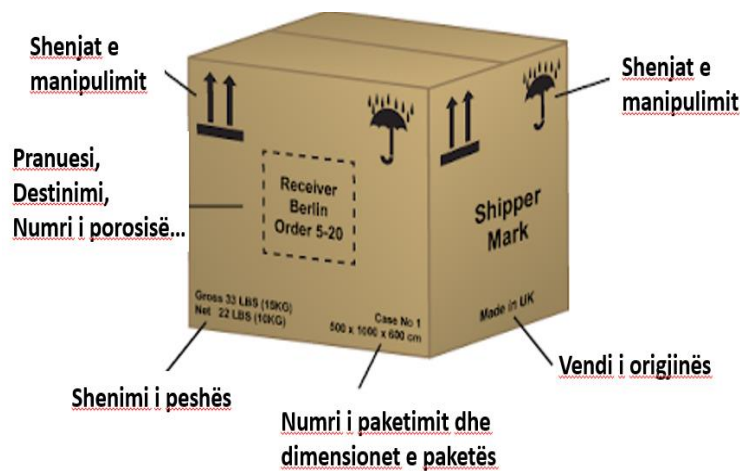 Shenjat e
manipulimit
Shenjat e
manipulimit
Pranuesi,
Destinimi,
Numri i porosisë...
Receiver
Berlin
Order 5-20
Shipper
Mark
Gross 33 LBS (15KG)
Net 22 LBS (10KG)
Case No 1
500 x 1000 x 600 cm
Made in UK
Shenimi i peshës
Numri i paketimit dhe
dimensionet e paketës
Vendi i origjinës